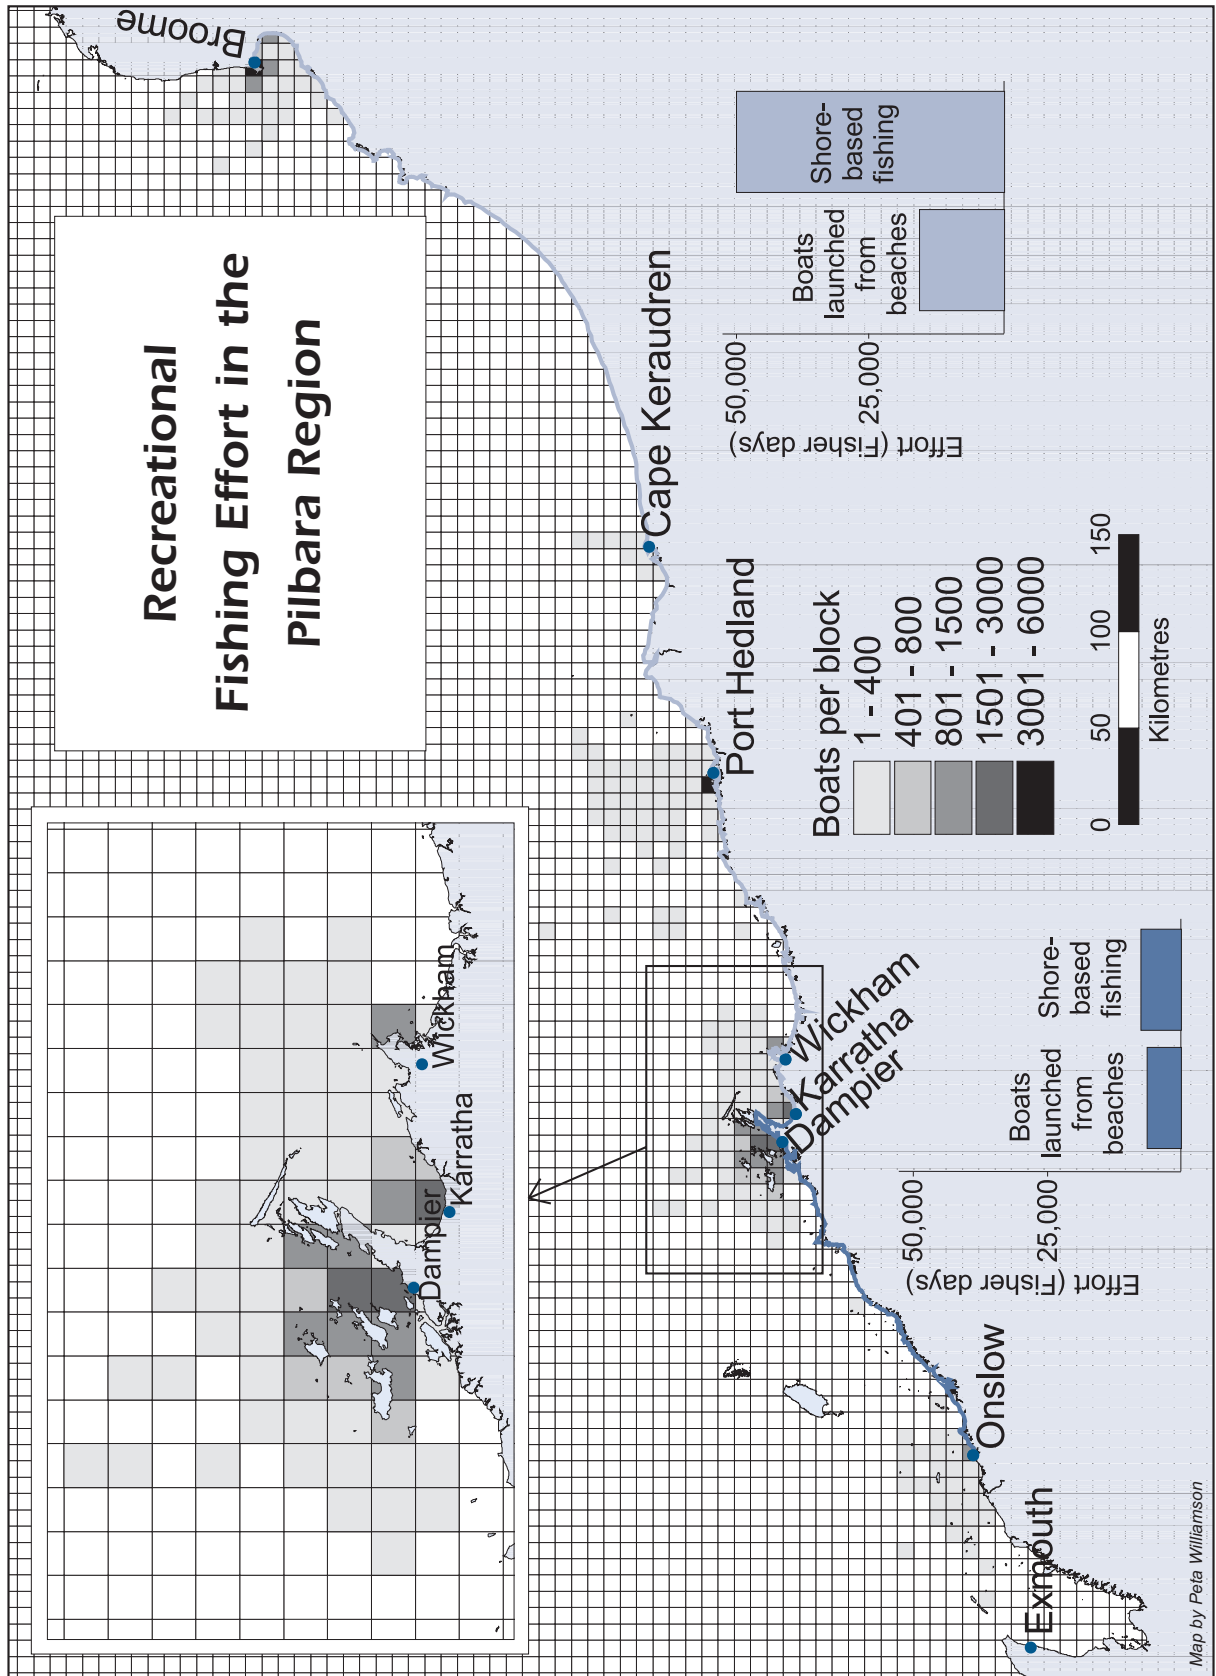 Recreational
Fishing Effort in the
Pilbara Region
Broome
Cape Keraudren
Port Hedland
Wickham
Karratha
Dampier
Onslow
Exmouth
Wickham
Karratha
Dampier
Effort (Fisher days)
50,000
25,000
Boats
launched
from
beaches
Shore-
based
fishing
Boats per block
1 - 400
401 - 800
801 - 1500
1501 - 3000
3001 - 6000
0 50 100 150
Kilometres
Effort (Fisher days)
50,000
25,000
Boats
launched
from
beaches
Shore-
based
fishing
Map by Peta Williamson